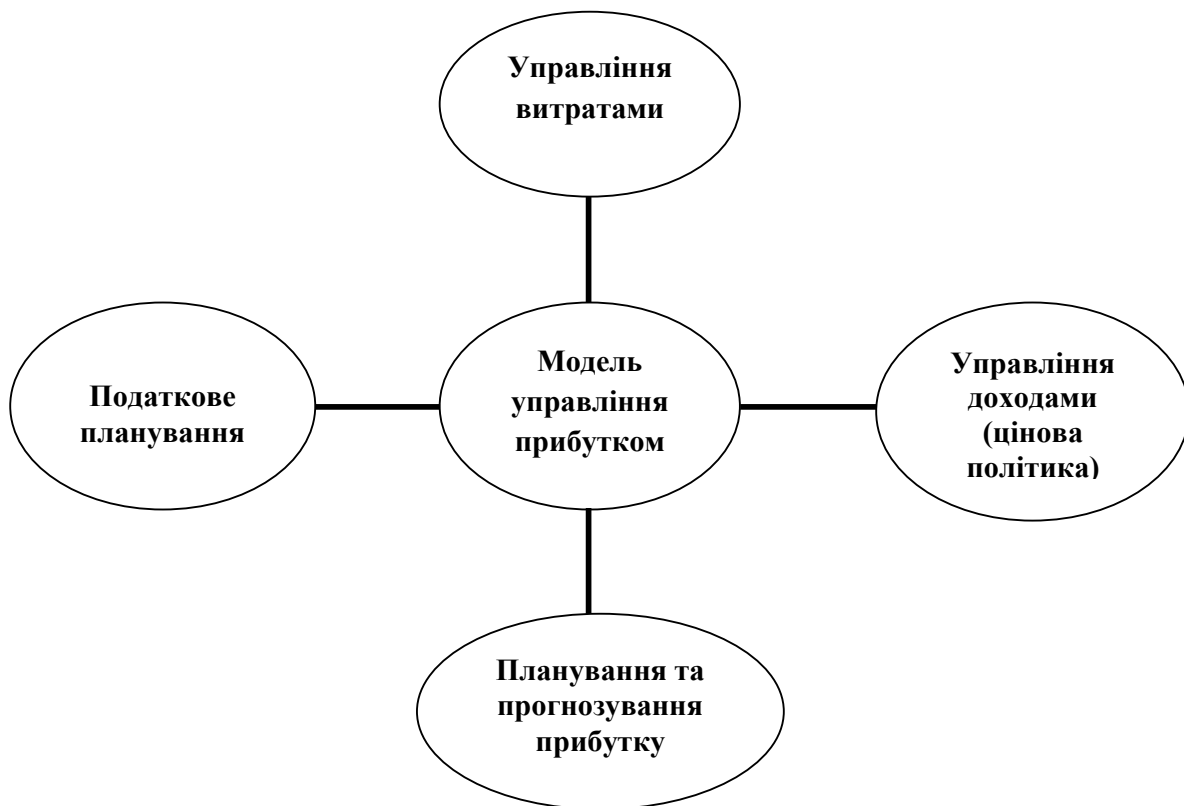 Управління
витратами
Податкове
планування
Модель
управління
прибутком
Управління
доходами
(цінова
політика)
Планування та
прогнозування
прибутку